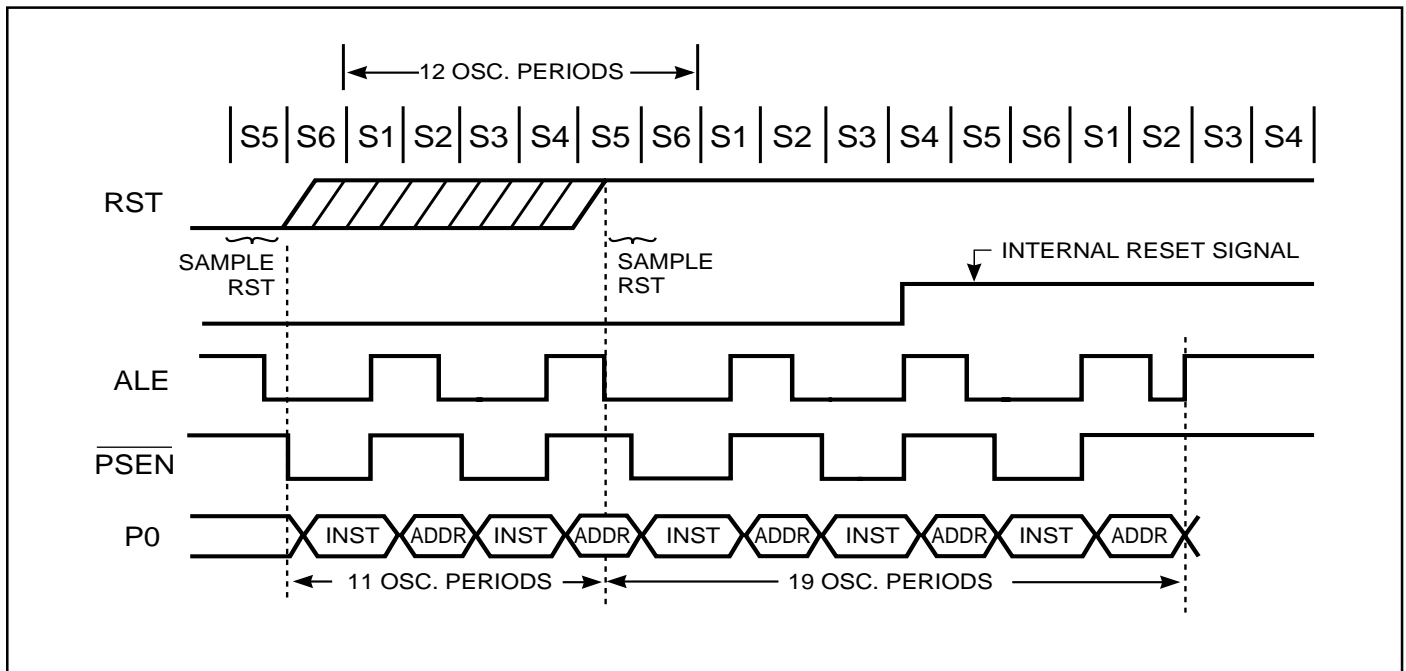 12 OSC. PERIODS
S5 S6 S1 S2 S3 S4 S5 S6 S1 S2 S3 S4 S5 S6 S1 S2 S3 S4
RST
SAMPLE
RST
SAMPLE
RST
INTERNAL RESET SIGNAL
ALE
PSEN
P0
INST ADDR INST ADDR INST ADDR INST ADDR INST ADDR
11 OSC. PERIODS
19 OSC. PERIODS